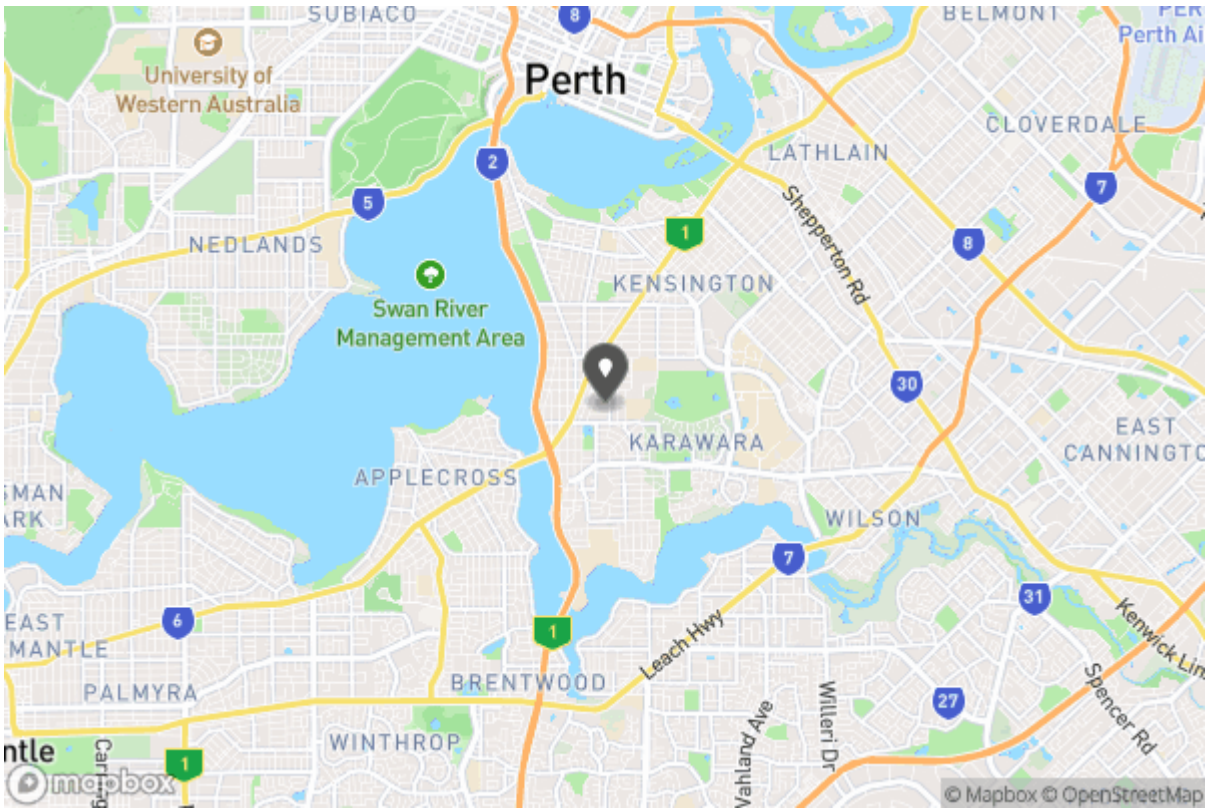 SUBIACO
8
BELMONT
PER
Perth Ai
University of
Western Australia
Perth
CLOVERDALE
2
LATHLAIN
7
5
Shepperton Rd
NEDLANDS
1
8
KENSINGTON
Swan River
Management Area
30
EAST
CANNINGTO
KARAWARA
APPLECROSS
SMAN
ARK
WILSON
7
31
6
1
EAST
MANTLE
Leach Hwy
Kenwick Lin
BRENTWOOD
PALMYRA
Spencer Rd
Willeri Dr
27
Vahland Ave
WINTHROP
ntle
1
Carring
mapbox
© Mapbox © OpenStreetMap